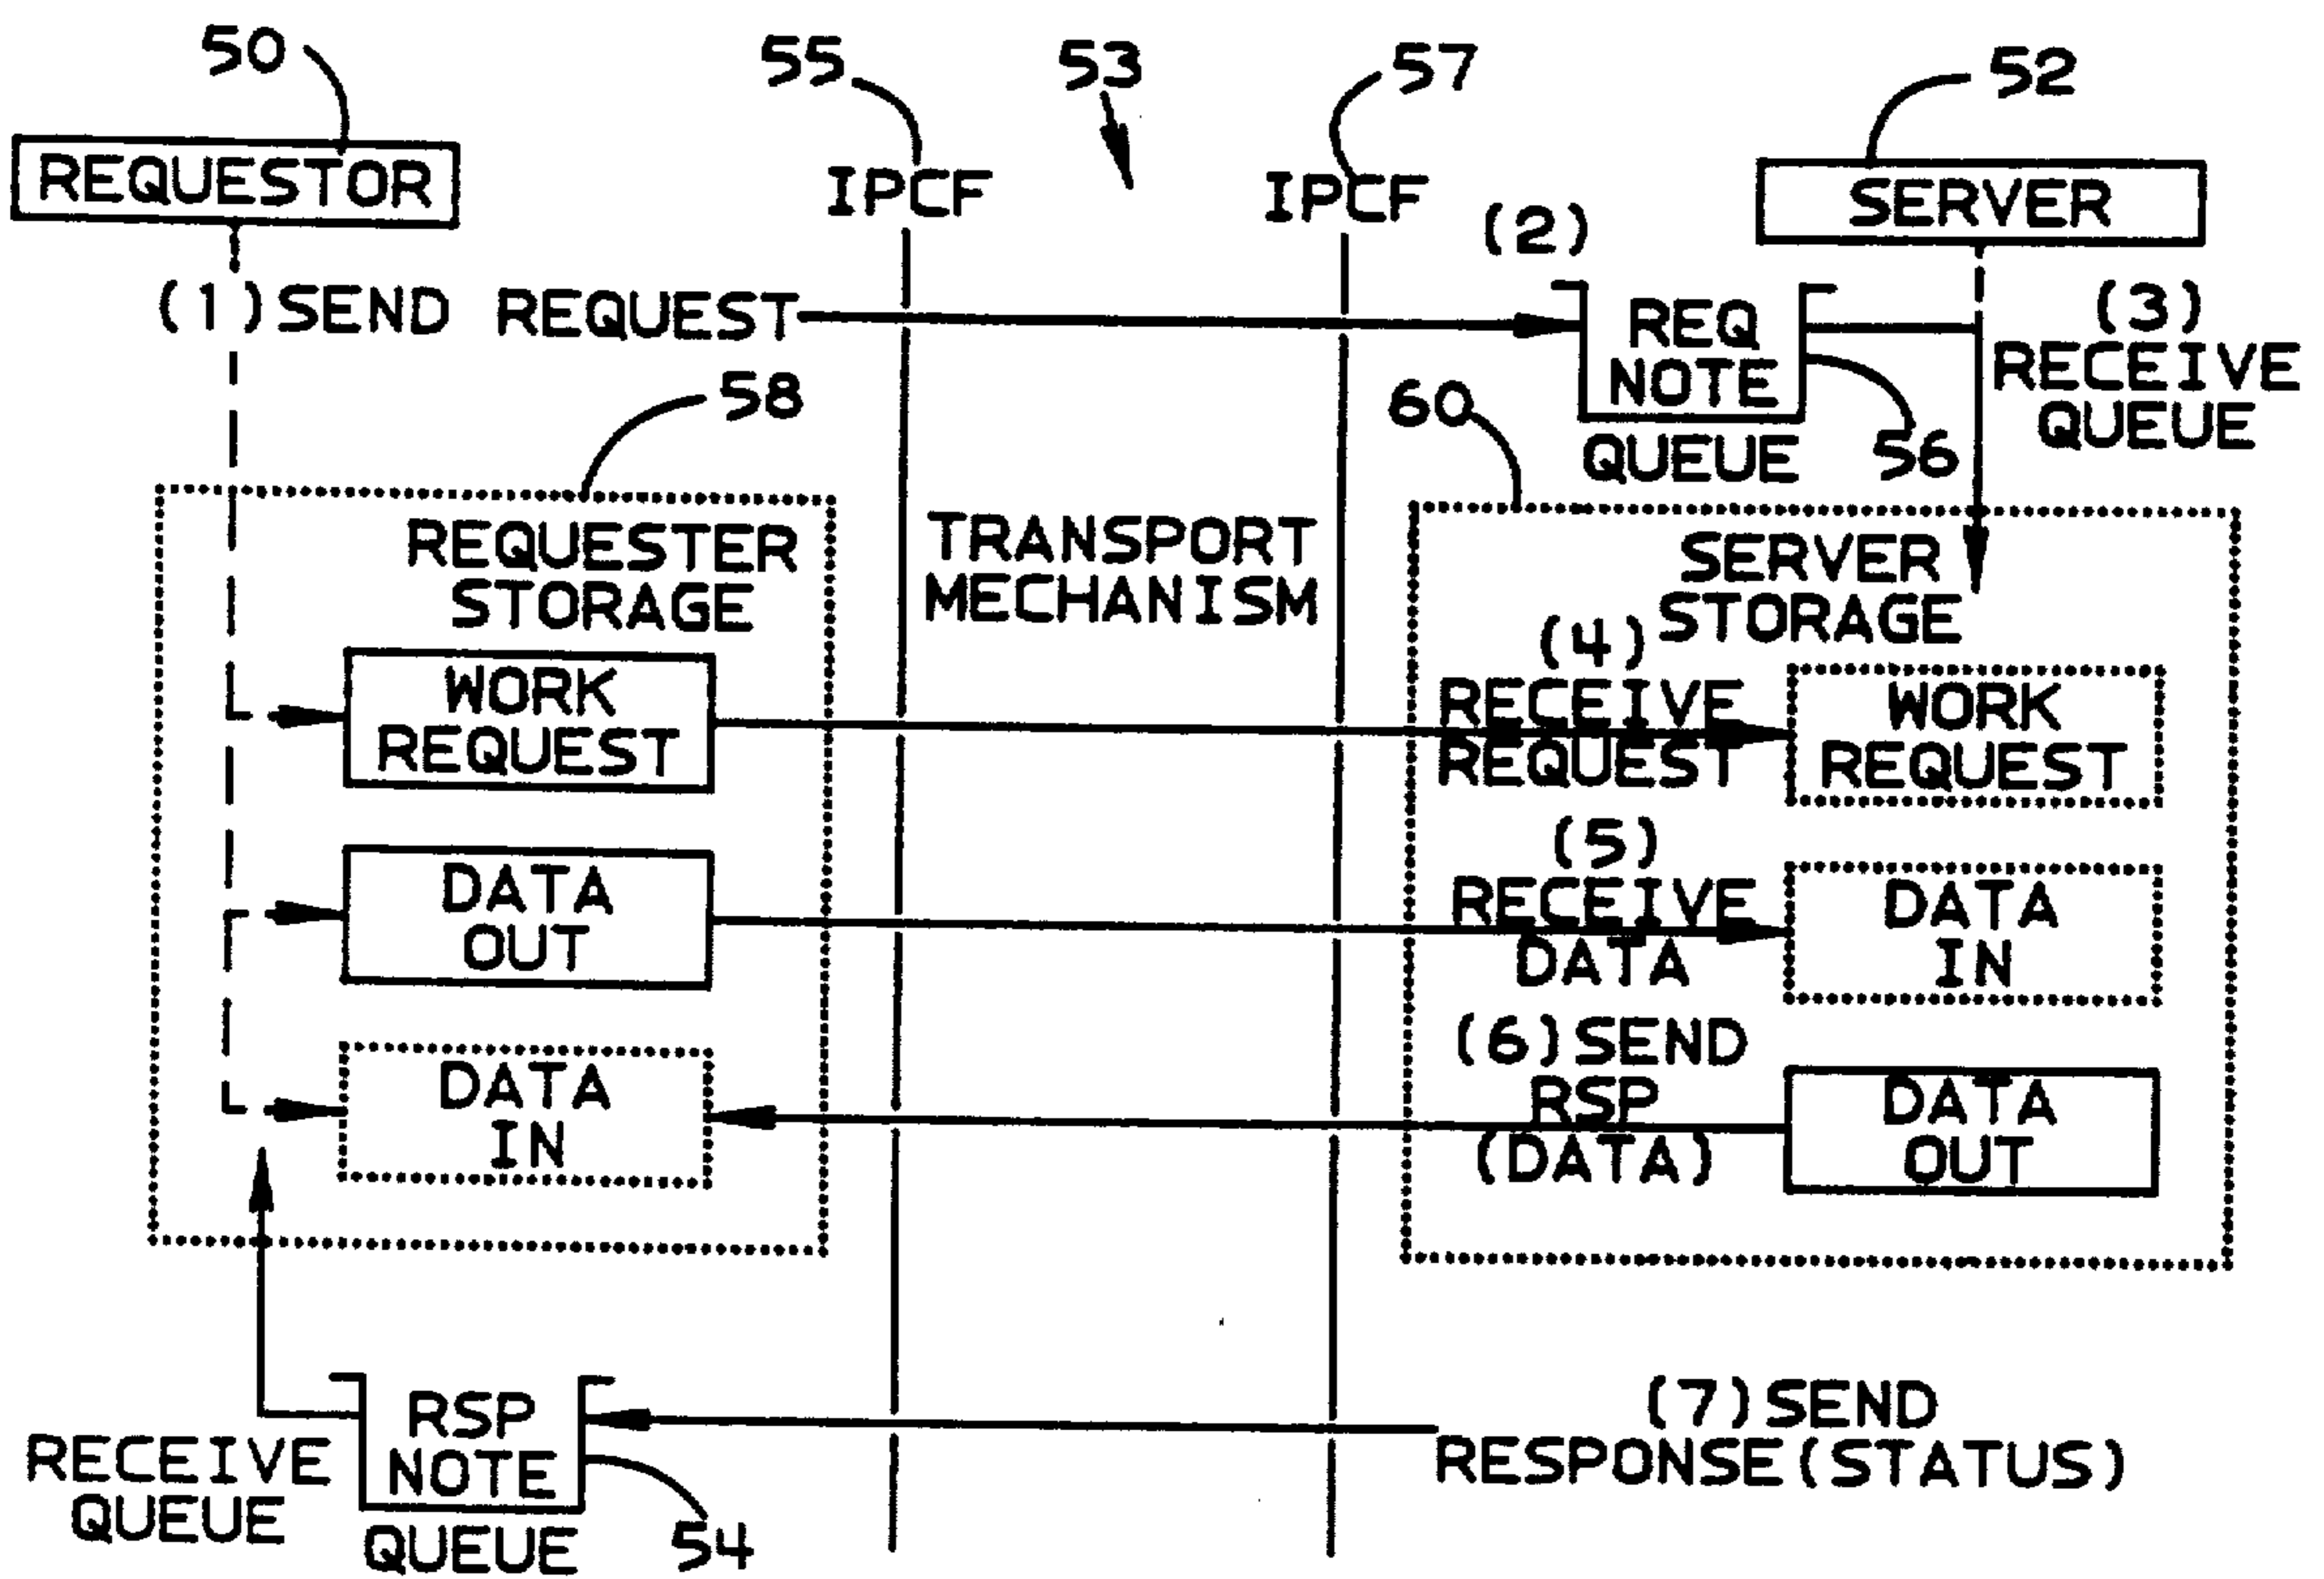 50
55
53
57
52
REQUESTOR
IPCF
IPCF
SERVER
(2)
(1) SEND REQUEST
REQ
NOTE
QUEUE
56
(3)
RECEIVE
QUEUE
58
60
REQUESTER
STORAGE
TRANSPORT
MECHANISM
SERVER
STORAGE
WORK
REQUEST
(4)
RECEIVE
REQUEST
WORK
REQUEST
DATA
OUT
(5)
RECEIVE
DATA
DATA
IN
DATA
IN
(6) SEND
RSP
(DATA)
DATA
OUT
RECEIVE
QUEUE
RSP
NOTE
QUEUE
54
(7) SEND
RESPONSE (STATUS)